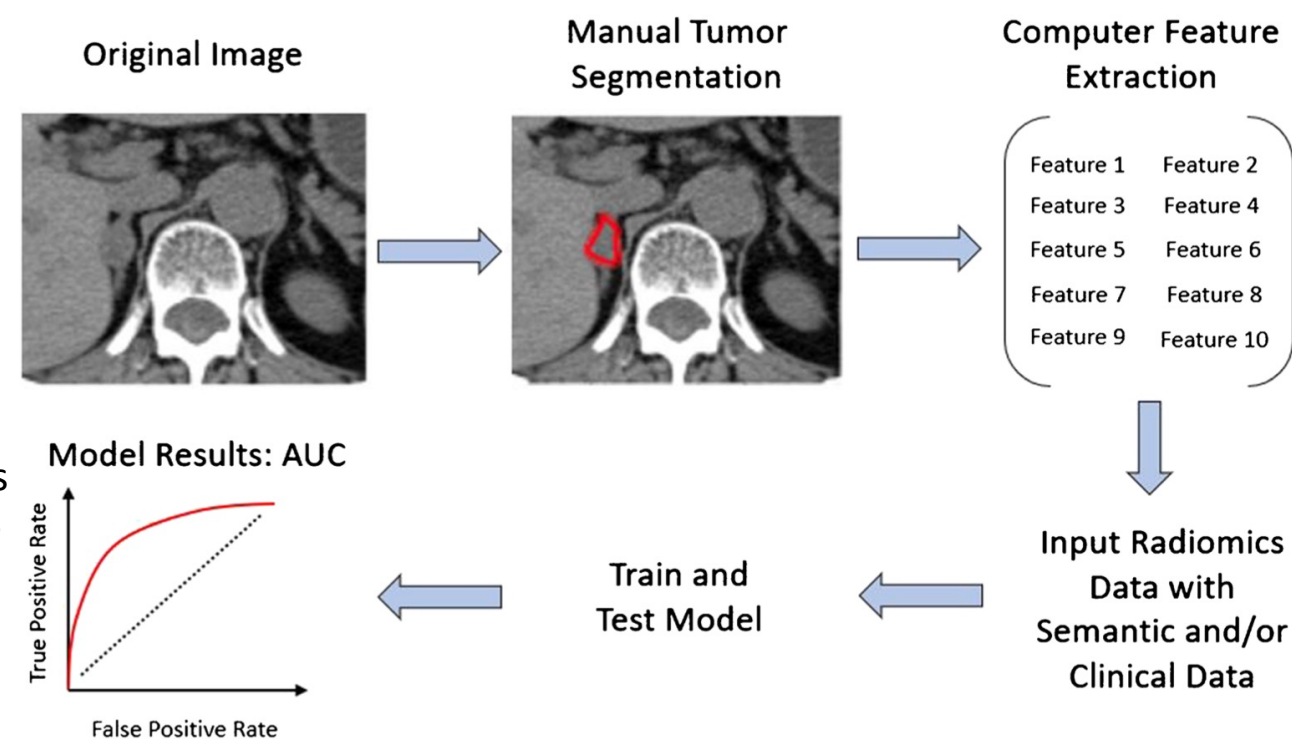 Original Image
Manual Tumor
Segmentation
Computer Feature
Extraction
Feature 1 Feature 2
Feature 3 Feature 4
Feature 5 Feature 6
Feature 7 Feature 8
Feature 9 Feature 10
Input Radiomics
Data with
Semantic and/or
Clinical Data
Train and
Test Model
Model Results: AUC
s
True Positive Rate
False Positive Rate